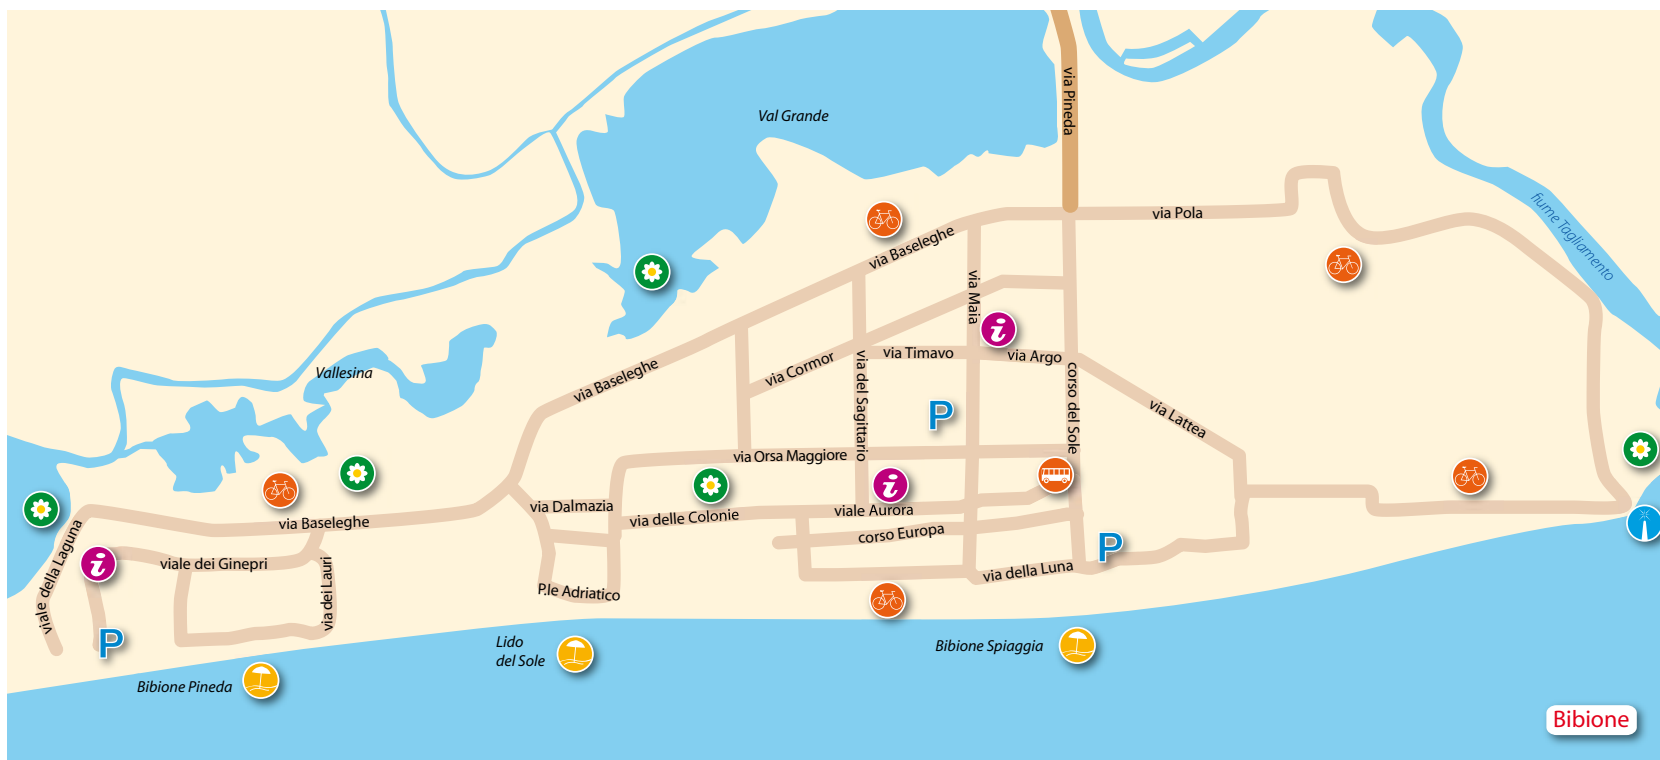 via Pineda
Val Grande
fiume Tagliamento
via Pola
via Baseleghe
via Maia
via Timavo
via Argo
via Cormor
via Baseleghe
Vallesina
via del Sagittario
corso del Sole
via Lattea
P
via Orsa Maggiore
i
i
via Dalmazia
via delle Colonie
viale Aurora
via Baseleghe
corso Europa
P
viale della Laguna
i
viale dei Ginepri
via dei Lauri
via della Luna
P.le Adriatico
P
Lido
del Sole
Bibione Spiaggia
Bibione Pineda
Bibione